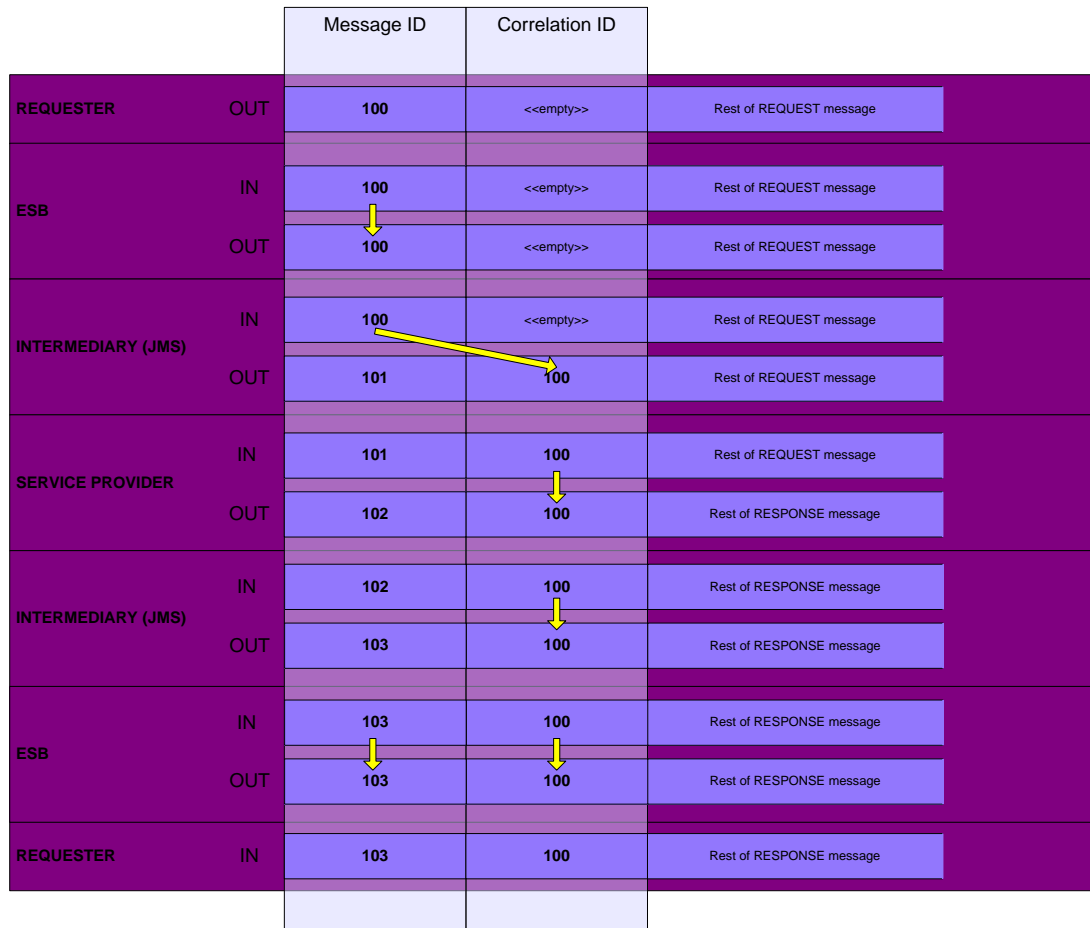 Message ID Correlation ID
REQUESTER OUT 100 <<empty>> Rest of REQUEST message
ESB
IN 100 <<empty>> Rest of REQUEST message
OUT 100 <<empty>> Rest of REQUEST message
INTERMEDIARY (JMS)
IN 100 <<empty>> Rest of REQUEST message
OUT 101 100 Rest of REQUEST message
SERVICE PROVIDER
IN 101 100 Rest of REQUEST message
OUT 102 100 Rest of RESPONSE message
INTERMEDIARY (JMS)
IN 102 100 Rest of RESPONSE message
OUT 103 100 Rest of RESPONSE message
ESB
IN 103 100 Rest of RESPONSE message
OUT 103 100 Rest of RESPONSE message
REQUESTER IN 103 100 Rest of RESPONSE message